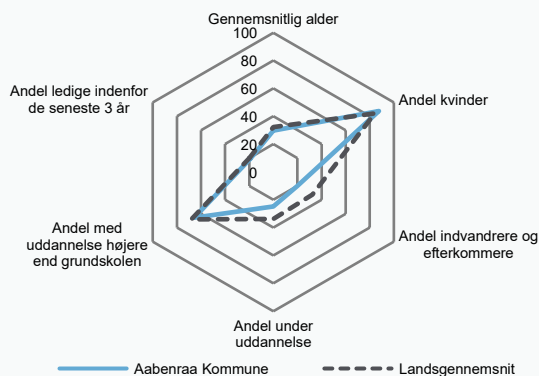 Gennemsnitlig alder
100
80
60
40
20
0
Andel kvinder
Andel indvandrere og
efterkommere
Andel under
uddannelse
Andel med
uddannelse højere
end grundskolen
Andel ledige indenfor
de seneste 3 år
Aabenraa Kommune
Landsgennemsnit